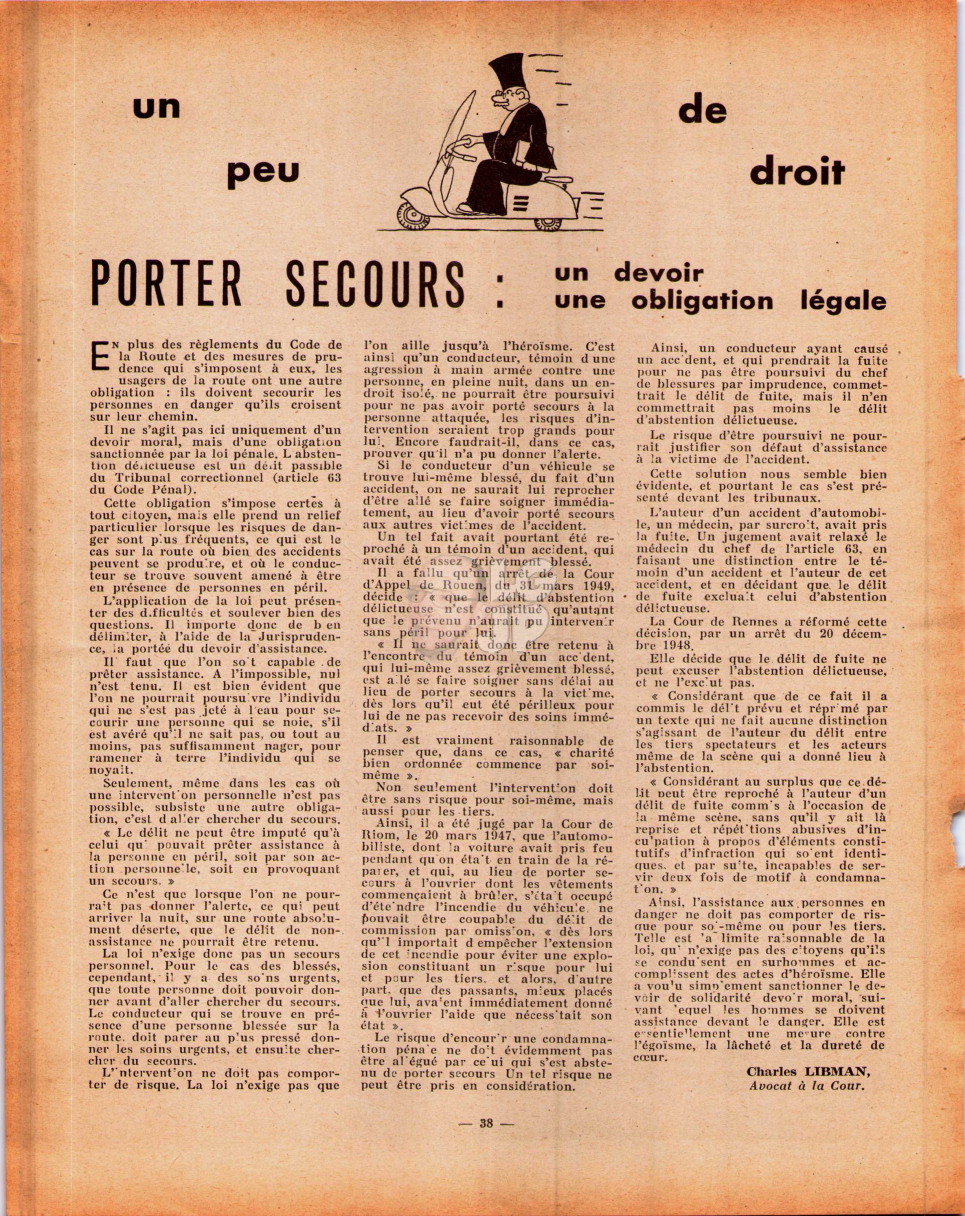 un
peu
de
droit
PORTER SECOURS :
un devoir
une obligation légale
EN plus des règlements du Code de
la Route et des mesures de pru-
dence qui s'imposent à eux, les
usagers de la route ont une autre
obligation : ils doivent secourir les
personnes en danger qu'ils croisent
sur leur chemin.
Il ne s'agit pas ici uniquement d'un
devoir moral, mais d'une obligation
sanctionnée par la loi pénale. L'absten-
tion délictueuse est un délit passible
du Tribunal correctionnel (article 63
du Code Pénal).
Cette obligation s'impose certes à
tout citoyen, mais elle prend un relief
particulier lorsque les risques de dan-
ger sont plus fréquents, ce qui est le
cas sur la route où bien des accidents
peuvent se produire, et où le conduc-
teur se trouve souvent amené à être
en présence de personnes en péril.
L'application de la loi peut présen-
ter des difficultés et soulever bien des
questions. Il importe donc de bien
délimiter, à l'aide de la Jurispruden-
ce, la portée du devoir d'assistance.
Il faut que l'on soit capable de
prêter assistance. A l'impossible, nul
n'est tenu. Il est bien évident que
l'on ne pourrait poursuivre l'individu
qui ne s'est pas jeté à l'eau pour se-
courir une personne qui se noie, s'il
est avéré qu'il ne sait pas, ou tout au
moins, pas suffisamment nager, pour
ramener à terre l'individu qui se
noyait.
Seulement, même dans les cas où
une intervention personnelle n'est pas
possible, subsiste une autre obliga-
tion, c'est d'aller chercher du secours.
« Le délit ne peut être imputé qu'à
celui qui pouvait prêter assistance à
la personne en péril, soit par son ac-
tion personnelle, soit en provoquant
un secours. »
Ce n'est que lorsque l'on ne pour-
rait pas donner l'alerte, ce qui peut
arriver la nuit, sur une route absolu-
ment déserte, que le délit de non-
assistance ne pourrait être retenu.
La loi n'exige donc pas un secours
personnel. Pour le cas des blessés,
cependant, il y a des soins urgents,
que toute personne doit pouvoir don-
ner avant d'aller chercher du secours.
Le conducteur qui se trouve en pré-
sence d'une personne blessée sur la
route, doit parer au plus pressé don-
ner les soins urgents, et ensuite cher-
cher du secours.
L'intervention ne doit pas compor-
ter de risque. La loi n'exige pas que
l'on aille jusqu'à l'héroïsme. C'est
ainsi qu'un conducteur, témoin d'une
agression à main armée contre une
personne, en pleine nuit, dans un en-
droit isolé, ne pourrait être poursuivi
pour ne pas avoir porté secours à la
personne attaquée, les risques d'in-
tervention seraient trop grands pour
lui. Encore faudrait-il, dans ce cas,
prouver qu'il n'a pu donner l'alerte.
Si le conducteur d'un véhicule se
trouve lui-même blessé, du fait d'un
accident, on ne saurait lui reprocher
d'être allé se faire soigner immédia-
tement, au lieu d'avoir porté secours
aux autres victimes de l'accident.
Un tel fait avait pourtant été re-
proché à un témoin d'un accident, qui
avait été assez grièvement blessé.
Il a fallu qu'un arrêt de la Cour
d'Appel de Rouen, du 31 mars 1949,
décide : « que le délit d'abstention
délictueuse n'est constitué qu'autant
que le prévenu n'aurait pu intervenir
sans péril pour lui.
« Il ne saurait donc être retenu à
l'encontre du témoin d'un accident,
qui lui-même assez grièvement blessé,
est allé se faire soigner sans délai au
lieu de porter secours à la victime,
dès lors qu'il eut été périlleux pour
lui de ne pas recevoir des soins immé-
diats. »
Il est vraiment raisonnable de
penser que, dans ce cas, « charité
bien ordonnée commence par soi-
même ».
Non seulement l'intervention doit
être sans risque pour soi-même, mais
aussi pour les tiers.
Ainsi, il a été jugé par la Cour de
Riom, le 20 mars 1947, que l'automo-
biliste, dont la voiture avait pris feu
pendant qu'on était en train de la ré-
parer, et qui, au lieu de porter se-
cours à l'ouvrier dont les vêtements
commençaient à brûler, s'était occupé
d'éteindre l'incendie du véhicule, ne
pouvait être coupable du délit de
commission par omission, « dès lors
qu'il importait d'empêcher l'extension
de cet incendie pour éviter une explo-
sion constituant un risque pour lui
et pour les tiers, et alors, d'autre
part, que des passants, mieux placés
que lui, avaient immédiatement donné
à l'ouvrier l'aide que nécessitait son
état ».
Le risque d'encourir une condamna-
tion pénale ne doit évidemment pas
être allégué par celui qui s'est abste-
nu de porter secours Un tel risque ne
peut être pris en considération.
Ainsi, un conducteur ayant causé
un accident, et qui prendrait la fuite
pour ne pas être poursuivi du chef
de blessures par imprudence, commet-
trait le délit de fuite, mais il n'en
commettrait pas moins le délit
d'abstention délictueuse.
Le risque d'être poursuivi ne pour-
rait justifier son défaut d'assistance
à la victime de l'accident.
Cette solution nous semble bien
évidente, et pourtant le cas s'est pré-
senté devant les tribunaux.
L'auteur d'un accident d'automobi-
le, un médecin, par surcroît, avait pris
la fuite. Un jugement avait relaxé le
médecin du chef de l'article 63, en
faisant une distinction entre le té-
moin d'un accident et l'auteur de cet
accident, et en décidant que le délit
de fuite excluait celui d'abstention
délictueuse.
La Cour de Rennes a réformé cette
décision, par un arrêt du 20 décem-
bre 1948.
Elle décide que le délit de fuite ne
peut excuser l'abstention délictueuse,
et ne l'exclut pas.
« Considérant que de ce fait il a
commis le délit prévu et réprimé par
un texte qui ne fait aucune distinction
s'agissant de l'auteur du délit entre
les tiers spectateurs et les acteurs
même de la scène qui a donné lieu à
l'abstention.
« Considérant au surplus que ce dé-
lit peut être reproché à l'auteur d'un
délit de fuite commis à l'occasion de
la même scène, sans qu'il y ait là
reprise et répétitions abusives d'in-
culpation à propos d'éléments consti-
tutifs d'infraction qui soient identi-
ques, et par suite, incapables de ser-
vir deux fois de motif à condamna-
tion. »
Ainsi, l'assistance aux personnes en
danger ne doit pas comporter de ris-
que pour soi-même ou pour les tiers.
Telle est la limite raisonnable de la
loi, qui n'exige pas des citoyens qu'ils
se conduisent en surhommes et ac-
complissent des actes d'héroïsme. Elle
a voulu simplement sanctionner le de-
voir de solidarité devoir moral, sui-
vant lequel les hommes se doivent
assistance devant le danger. Elle est
essentiellement une mesure contre
l'égoïsme, la lâcheté et la dureté de
cœur.
Charles LIBMAN,
Avocat à la Cour.
— 38 —